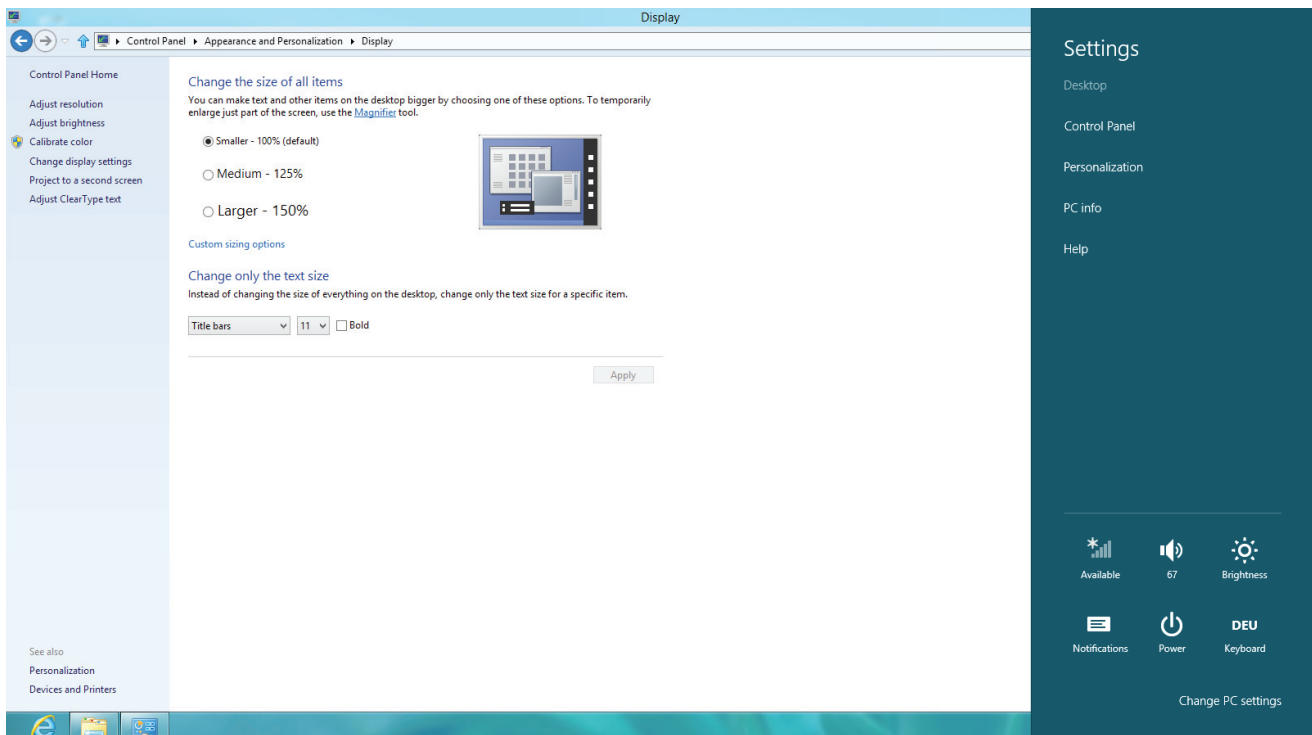 Display
Control Panel Appearance and Personalization Display
Control Panel Home
Adjust resolution
Adjust brightness
Calibrate color
Change display settings
Project to a second screen
Adjust ClearType text
See also
Personalization
Devices and Printers
Change the size of all items
You can make text and other items on the desktop bigger by choosing one of these options. To temporarily
enlarge just part of the screen, use the Magnifier tool.
Smaller - 100% (default)
Medium - 125%
Larger - 150%
Custom sizing options
Change only the text size
Instead of changing the size of everything on the desktop, change only the text size for a specific item.
Title bars 11 Bold
Apply
Settings
Desktop
Control Panel
Personalization
PC info
Help
Available 67 Brightness
DEU
Notifications Power Keyboard
Change PC settings